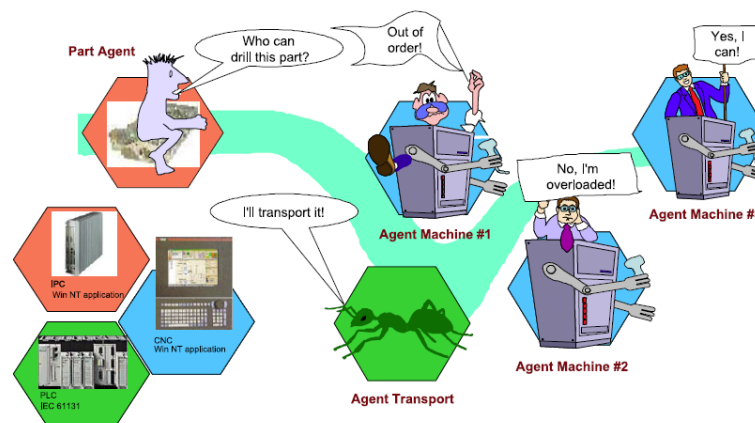 Part Agent
Who can
drill this part?
Out of
order!
Yes, I
can!
No, I'm
overloaded!
I'll transport it!
Agent Machine #1
Agent Machine #
IPC
Win NT application
CNC
Win NT application
Agent Machine #2
PLC
IEC 61131
Agent Transport